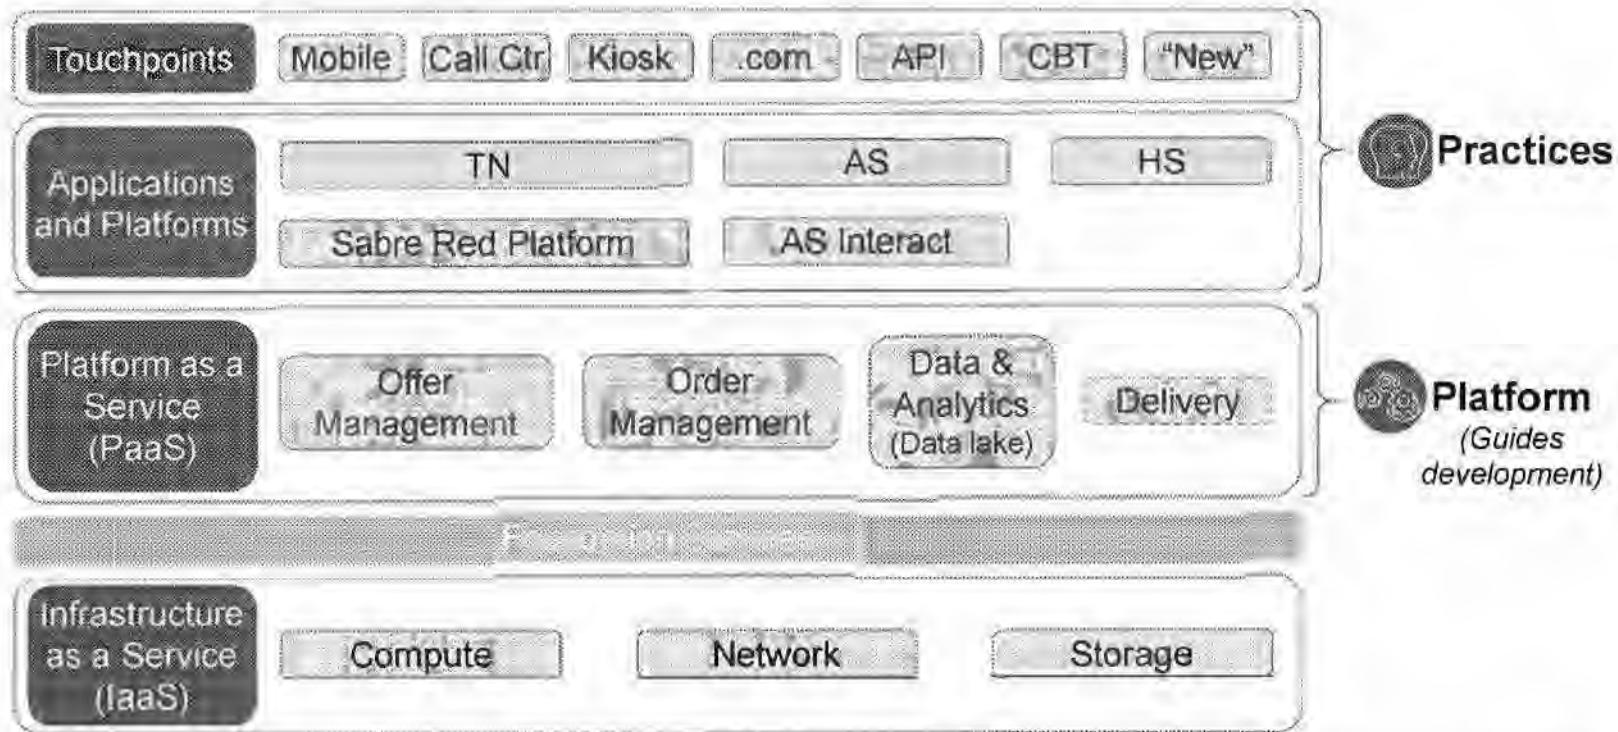 Touchpoints
Mobile
Call Ctr
Kiosk
.com
API
CBT
"New"
Applications
and Platforms
TN
AS
HS
Sabre Red Platform
AS Interact
Practices
Platform as a
Service
(PaaS)
Offer
Management
Order
Management
Data &
Analytics
(Data lake)
Delivery
Platform
(Guides
development)
Infrastructure
as a Service
(IaaS)
Compute
Network
Storage